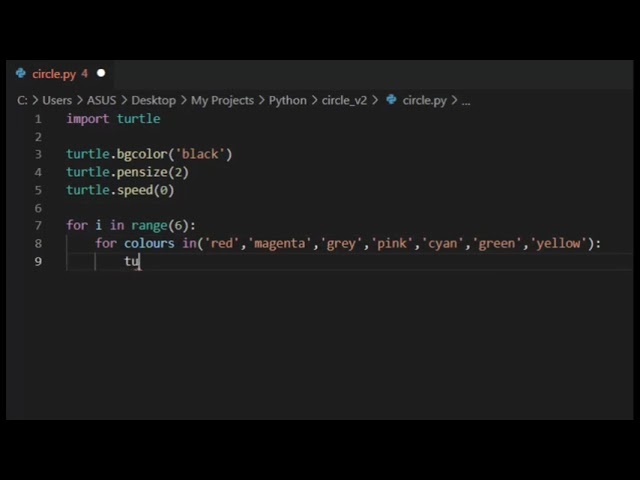 circle.py 4
C: > Users > ASUS > Desktop > My Projects > Python > circle_v2 > circle.py > ...
1 import turtle
2
3 turtle.bgcolor('black')
4 turtle.pensize(2)
5 turtle.speed(0)
6
7 for i in range(6):
8 for colours in('red','magenta','grey','pink','cyan','green','yellow'):
9 tu